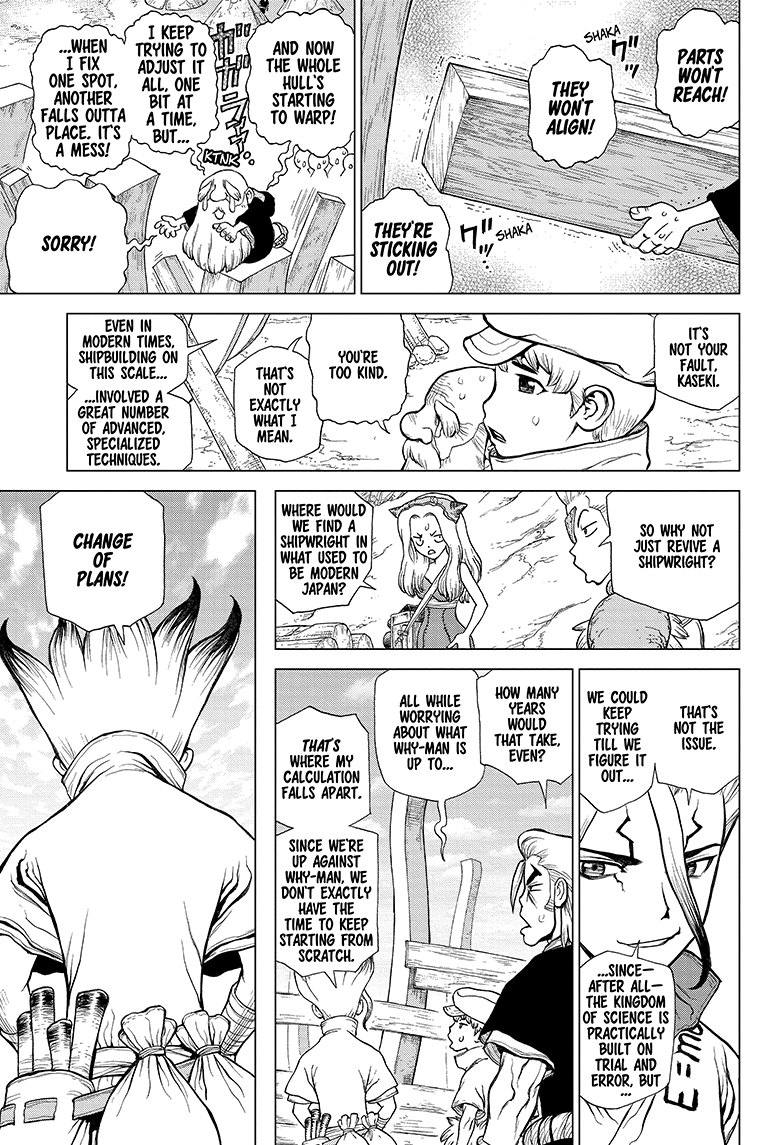 PARTS
WON'T
REACH!
SHAKA
グ"
THEY
WON'T
ALIGN!
THEY'RE
STICKING
OUT!
SHAKA
AND NOW
THE WHOLE
HULL'S
STARTING
TO WARP!
I KEEP
TRYING TO
ADJUST IT
ALL, ONE
BIT AT
A TIME,
BUT...
...WHEN
I FIX
ONE SPOT,
ANOTHER
FALLS OUTTA
PLACE. IT'S
A MESS!
KTNK
SORRY!
IT'S
NOT YOUR
FAULT,
KASEKI.
YOU'RE
TOO KIND.
THAT'S
NOT
EXACTLY
WHAT I
MEAN.
EVEN IN
MODERN TIMES,
SHIPBUILDING ON
THIS SCALE...
...INVOLVED A
GREAT NUMBER
OF ADVANCED,
SPECIALIZED
TECHNIQUES.
SO WHY NOT
JUST REVIVE A
SHIPWRIGHT?
WHERE WOULD
WE FIND A
SHIPWRIGHT IN
WHAT USED TO
BE MODERN
JAPAN?
THAT'S
NOT THE
ISSUE.
WE COULD
KEEP
TRYING
TILL WE
FIGURE IT
OUT...
...SINCE—
AFTER ALL—
THE KINGDOM
OF SCIENCE IS
PRACTICALLY
BUILT ON
TRIAL AND
ERROR, BUT
...
E=m
HOW MANY
YEARS
WOULD
THAT TAKE,
EVEN?
ALL WHILE
WORRYING
ABOUT WHAT
WHY-MAN IS
UP TO...
THAT'S
WHERE MY
CALCULATION
FALLS APART.
SINCE WE'RE
UP AGAINST
WHY-MAN, WE
DON'T EXACTLY
HAVE THE
TIME TO KEEP
STARTING FROM
SCRATCH.
CHANGE
OF
PLANS!